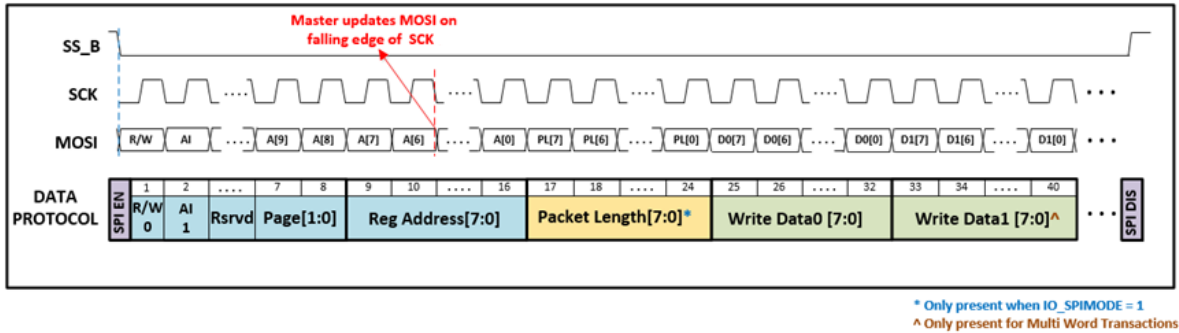 Master updates MOSI on
falling edge of SCK
SS_B
SCK
.... .... .... .... .... ...
MOSI R/W AI .... A[9] A[8] A[7] A[6] .... A[0] PL[7] PL[6] .... PL[0] D0[7] D0[6] .... D0[0] D1[7] D1[6] .... D1[0] ...
1 2 .... 7 8 9 10 .... 16 17 18 .... 24 25 26 .... 32 33 34 .... 40
DATA
PROTOCOL
SPI EN
R/W
0
AI
1
Rsrvd
Page[1:0]
Reg Address[7:0]
Packet Length[7:0]*
Write Data0 [7:0]
Write Data1 [7:0]^
...
SPI DIS
* Only present when IO_SPIMODE = 1
^ Only present for Multi Word Transactions